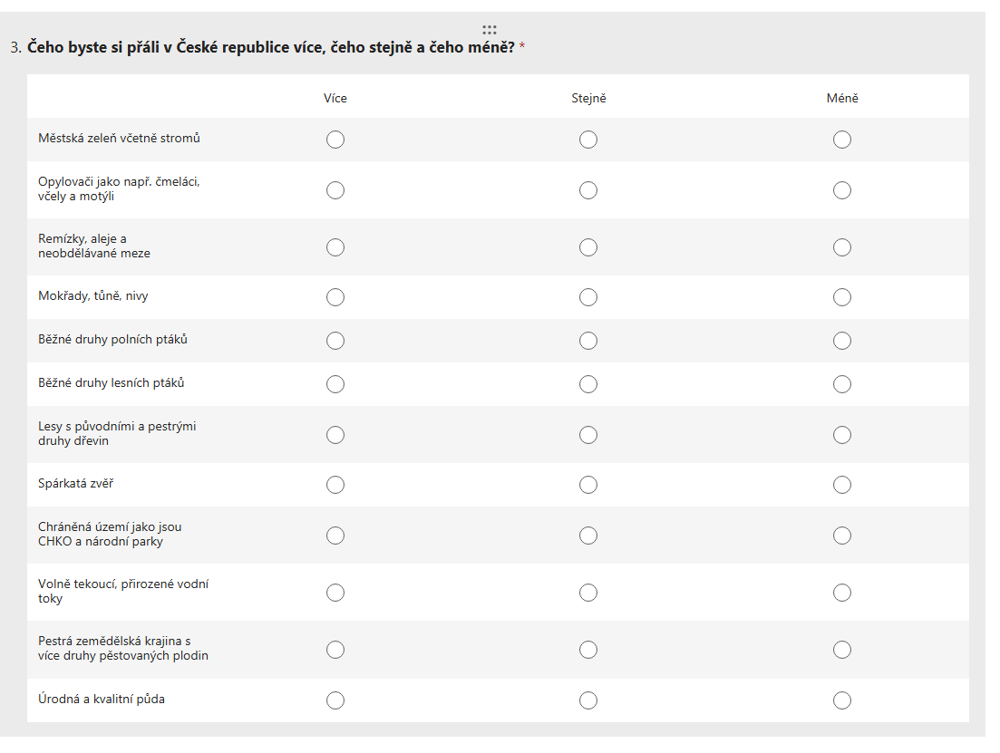 3. Čeho byste si přáli v České republice více, čeho stejně a čeho méně? *
Více Stejně Méně
Městská zeleň včetně stromů
Opylovači jako např. čmeláci,
včely a motýli
Remízky, aleje a
neobdělávané meze
Mokřady, tůně, nivy
Běžné druhy polních ptáků
Běžné druhy lesních ptáků
Lesy s původními a pestrými
druhy dřevin
Spárkatá zvěř
Chráněná území jako jsou
CHKO a národní parky
Volně tekoucí, přirozené vodní
toky
Pestrá zemědělská krajina s
více druhy pěstovaných plodin
Úrodná a kvalitní půda